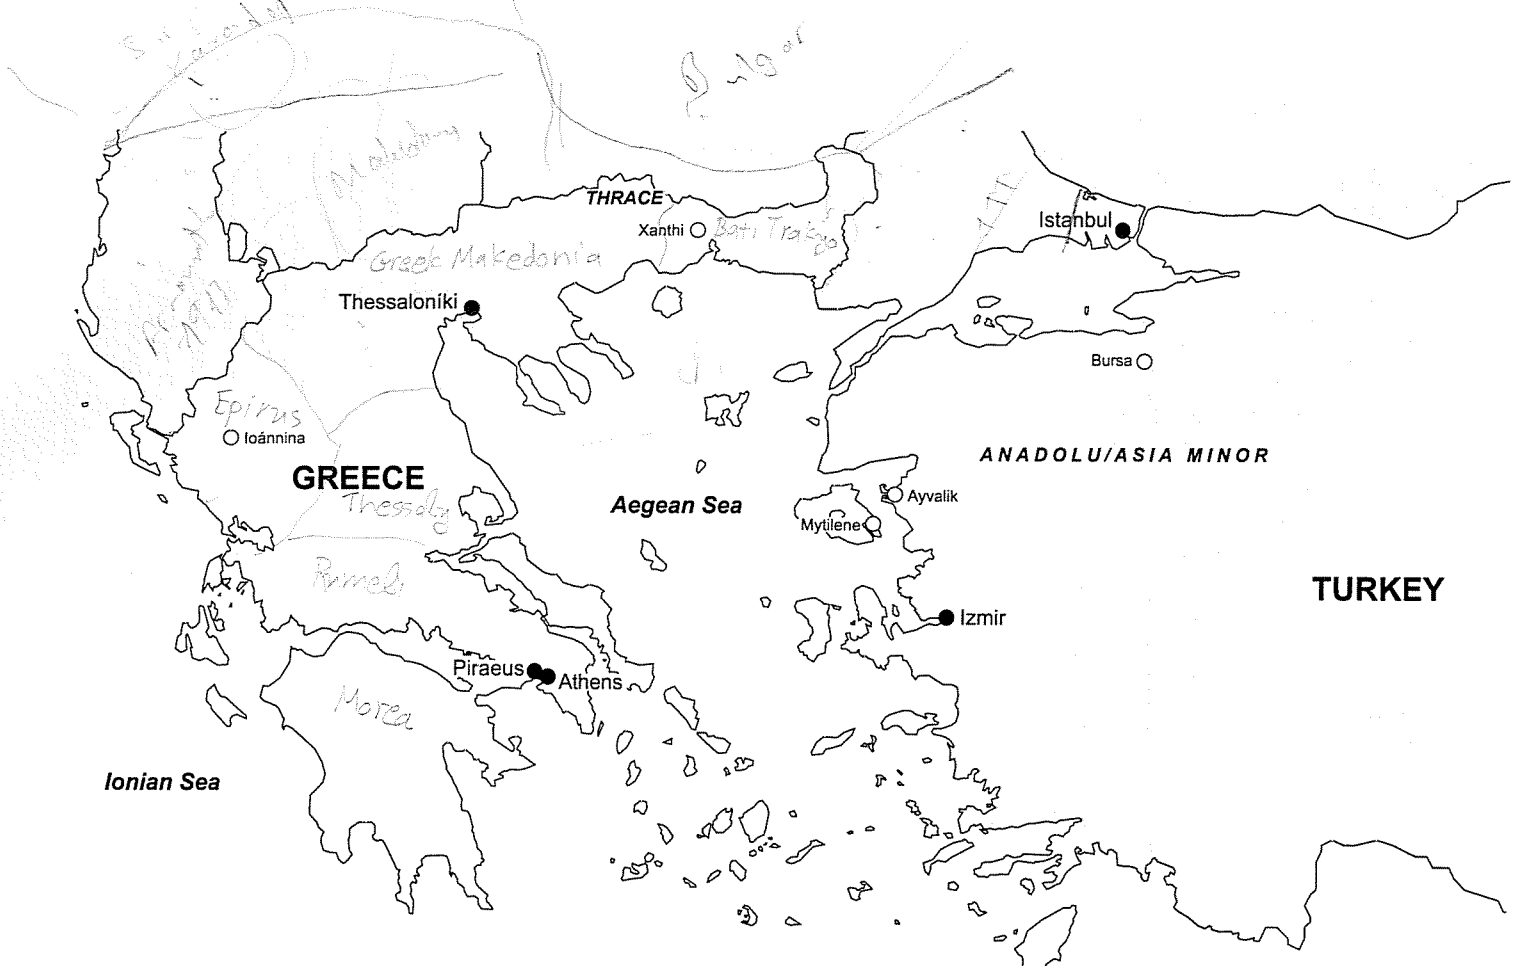 THRACE
Xanthi
Bati Trakya
Istanbul
Greek Makedonia
Thessaloníki
Bursa
Epirus
Ioánnina
ANADOLU/ASIA MINOR
GREECE
Thessaly
Aegean Sea
Ayvalik
Mytilene
Rumeli
TURKEY
Izmir
Piraeus
Athens
Morea
Ionian Sea